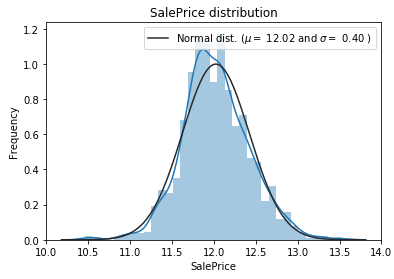 SalePrice distribution
Normal dist. (μ = 12.02 and σ = 0.40 )
Frequency
1.2
1.0
0.8
0.6
0.4
0.2
0.0
10.0 10.5 11.0 11.5 12.0 12.5 13.0 13.5 14.0
SalePrice